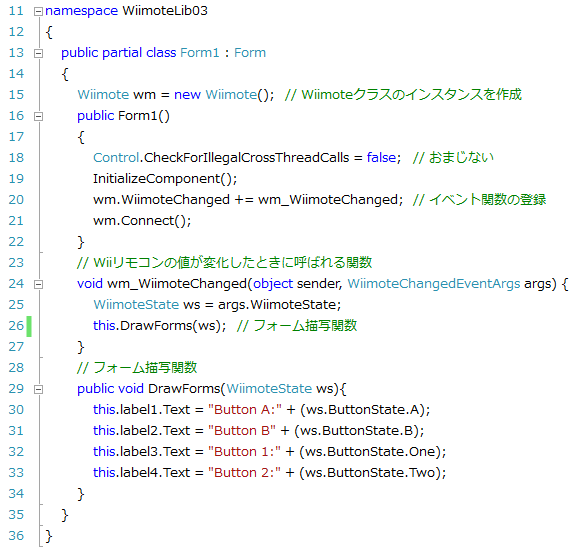 11 namespace WiimoteLib03
12 {
13 public partial class Form1 : Form
14 {
15 Wiimote wm = new Wiimote(); // Wiimoteクラスのインスタンスを作成
16 public Form1()
17 {
18 Control.CheckForIllegalCrossThreadCalls = false; // おまじない
19 InitializeComponent();
20 wm.WiimoteChanged += wm_WiimoteChanged; // イベント関数の登録
21 wm.Connect();
22 }
23 // Wiiリモコンの値が変化したときに呼ばれる関数
24 void wm_WiimoteChanged(object sender, WiimoteChangedEventArgs args) {
25 WiimoteState ws = args.WiimoteState;
26 this.DrawForms(ws); // フォーム描写関数
27 }
28 // フォーム描写関数
29 public void DrawForms(WiimoteState ws){
30 this.label1.Text = "Button A:" + (ws.ButtonState.A);
31 this.label2.Text = "Button B" + (ws.ButtonState.B);
32 this.label3.Text = "Button 1:" + (ws.ButtonState.One);
33 this.label4.Text = "Button 2:" + (ws.ButtonState.Two);
34 }
35 }
36 }